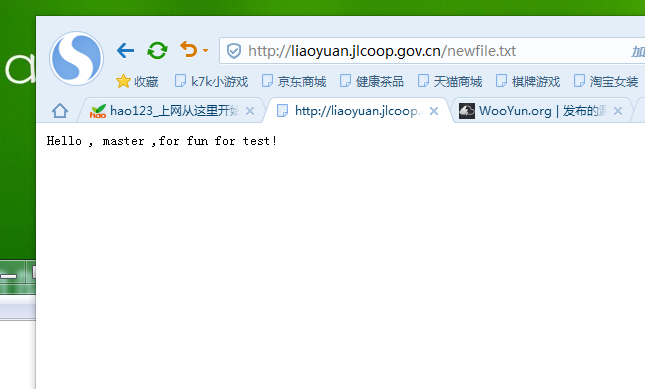 http://liaoyuan.jlcoop.gov.cn/newfile.txt
收藏 k7k小游戏 京东商城 健康茶品 天猫商城 棋牌游戏 淘宝女装
hao123_上网从这里开始 http://liaoyuan.jlcoop. WooYun.org | 发布的漏
Hello , master ,for fun for test!